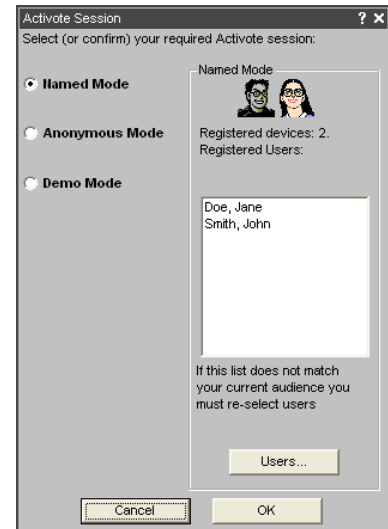 Activote Session
Select (or confirm) your required Activote session:
Named Mode
Anonymous Mode
Demo Mode
Named Mode
Registered devices: 2.
Registered Users:
Doe, Jane
Smith, John
If this list does not match
your current audience you
must re-select users
Users...
Cancel
OK